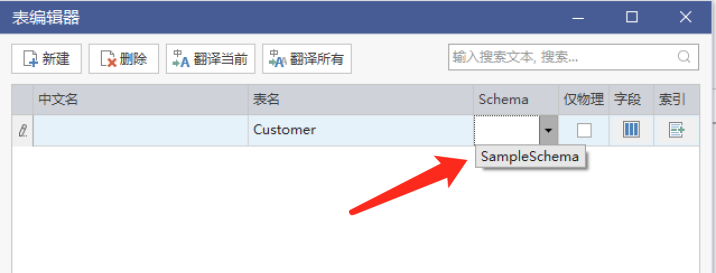 表编辑器
新建 删除 翻译当前 翻译所有 输入搜索文本, 搜索...
中文名 表名 Schema 仅物理 字段 索引
Customer
SampleSchema